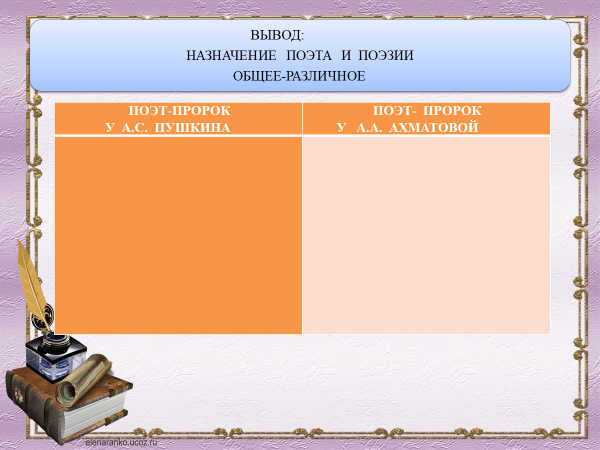 ВЫВОД:
НАЗНАЧЕНИЕ ПОЭТА И ПОЭЗИИ
ОБЩЕЕ-РАЗЛИЧНОЕ
ПОЭТ-ПРОРОК
У А.С. ПУШКИНА
ПОЭТ- ПРОРОК
У А.А. АХМАТОВОЙ
elenaranko.ucoz.ru